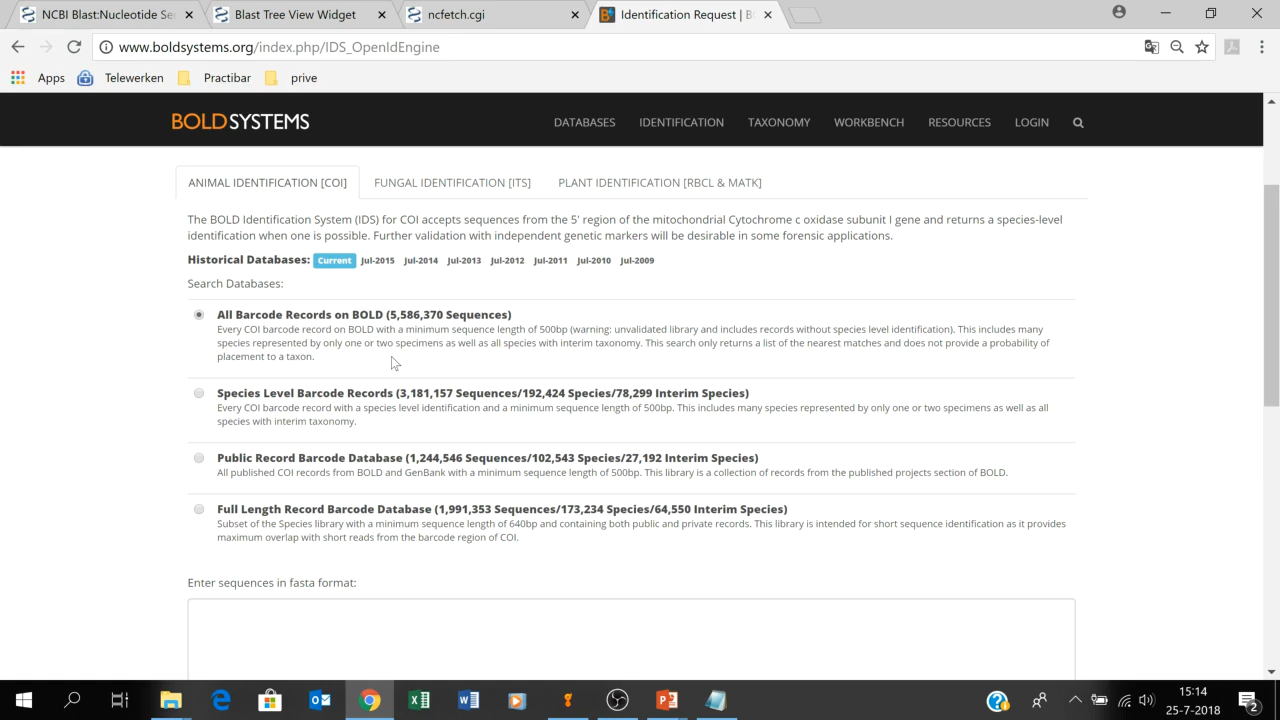 NCBI Blast:Nucleotide Se
Blast Tree View Widget
ncfetch.cgi
Identification Request | B
www.boldsystems.org/index.php/IDS_OpenIdEngine
Apps
Telewerken
Practibar
prive
BOLDSYSTEMS
DATABASES
IDENTIFICATION
TAXONOMY
WORKBENCH
RESOURCES
LOGIN
ANIMAL IDENTIFICATION [COI]
FUNGAL IDENTIFICATION [ITS]
PLANT IDENTIFICATION [RBCL & MATK]
The BOLD Identification System (IDS) for COI accepts sequences from the 5' region of the mitochondrial Cytochrome c oxidase subunit I gene and returns a species-level
identification when one is possible. Further validation with independent genetic markers will be desirable in some forensic applications.
Historical Databases: Current Jul-2015 Jul-2014 Jul-2013 Jul-2012 Jul-2011 Jul-2010 Jul-2009
Search Databases:
All Barcode Records on BOLD (5,586,370 Sequences)
Every COI barcode record on BOLD with a minimum sequence length of 500bp (warning: unvalidated library and includes records without species level identification). This includes many
species represented by only one or two specimens as well as all species with interim taxonomy. This search only returns a list of the nearest matches and does not provide a probability of
placement to a taxon.
Species Level Barcode Records (3,181,157 Sequences/192,424 Species/78,299 Interim Species)
Every COI barcode record with a species level identification and a minimum sequence length of 500bp. This includes many species represented by only one or two specimens as well as all
species with interim taxonomy.
Public Record Barcode Database (1,244,546 Sequences/102,543 Species/27,192 Interim Species)
All published COI records from BOLD and GenBank with a minimum sequence length of 500bp. This library is a collection of records from the published projects section of BOLD.
Full Length Record Barcode Database (1,991,353 Sequences/173,234 Species/64,550 Interim Species)
Subset of the Species library with a minimum sequence length of 640bp and containing both public and private records. This library is intended for short sequence identification as it provides
maximum overlap with short reads from the barcode region of COI.
Enter sequences in fasta format:
15:14
25-7-2018
2